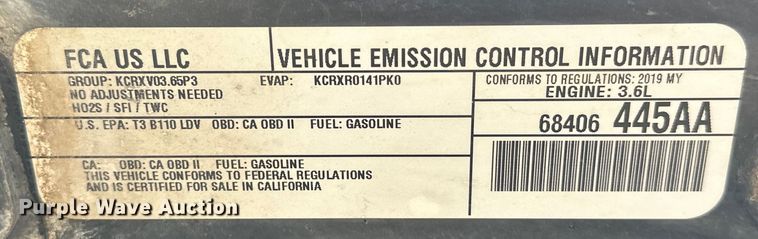 FCA US LLC
VEHICLE EMISSION CONTROL INFORMATION
GROUP: KCRXV03.65P3 EVAP: KCRXR0141PK0
NO ADJUSTMENTS NEEDED
HO2S / SFI / TWC
CONFORMS TO REGULATIONS: 2019 MY
ENGINE: 3.6L
U.S. EPA: T3 B110 LDV OBD: CA OBD II FUEL: GASOLINE
68406 445AA
CA: OBD: CA OBD II FUEL: GASOLINE
THIS VEHICLE CONFORMS TO FEDERAL REGULATIONS
AND IS CERTIFIED FOR SALE IN CALIFORNIA
Purple Wave Auction